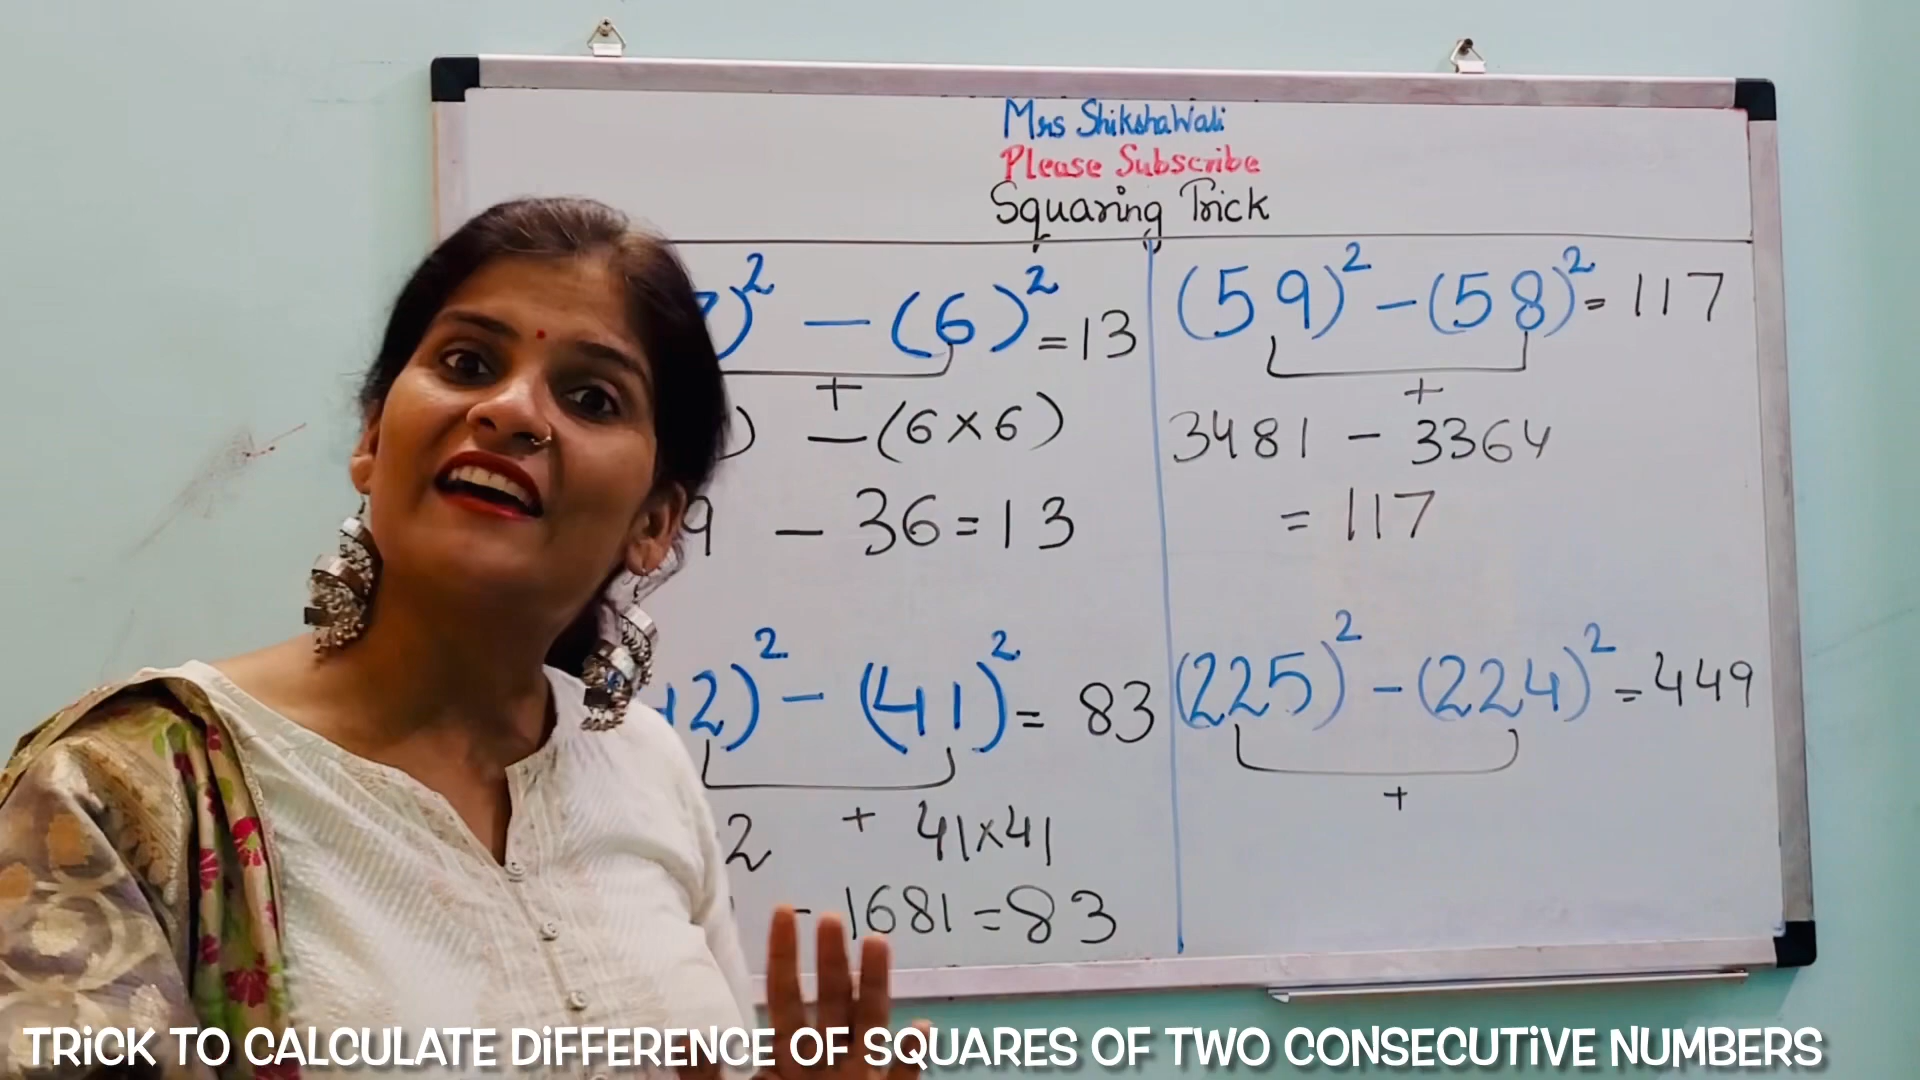 Mrs ShikshaWali
Please Subscribe
Squaring Trick
)² − (6)² = 13
+
) − (6×6)
9 − 36 = 13
2)² − (41)² = 83
2 + 41×41
− 1681 = 83
(59)² − (58)² = 117
+
3481 − 3364
= 117
(225)² − (224)² = 449
+
TRICK TO CALCULATE DIFFERENCE OF SQUARES OF TWO CONSECUTIVE NUMBERS